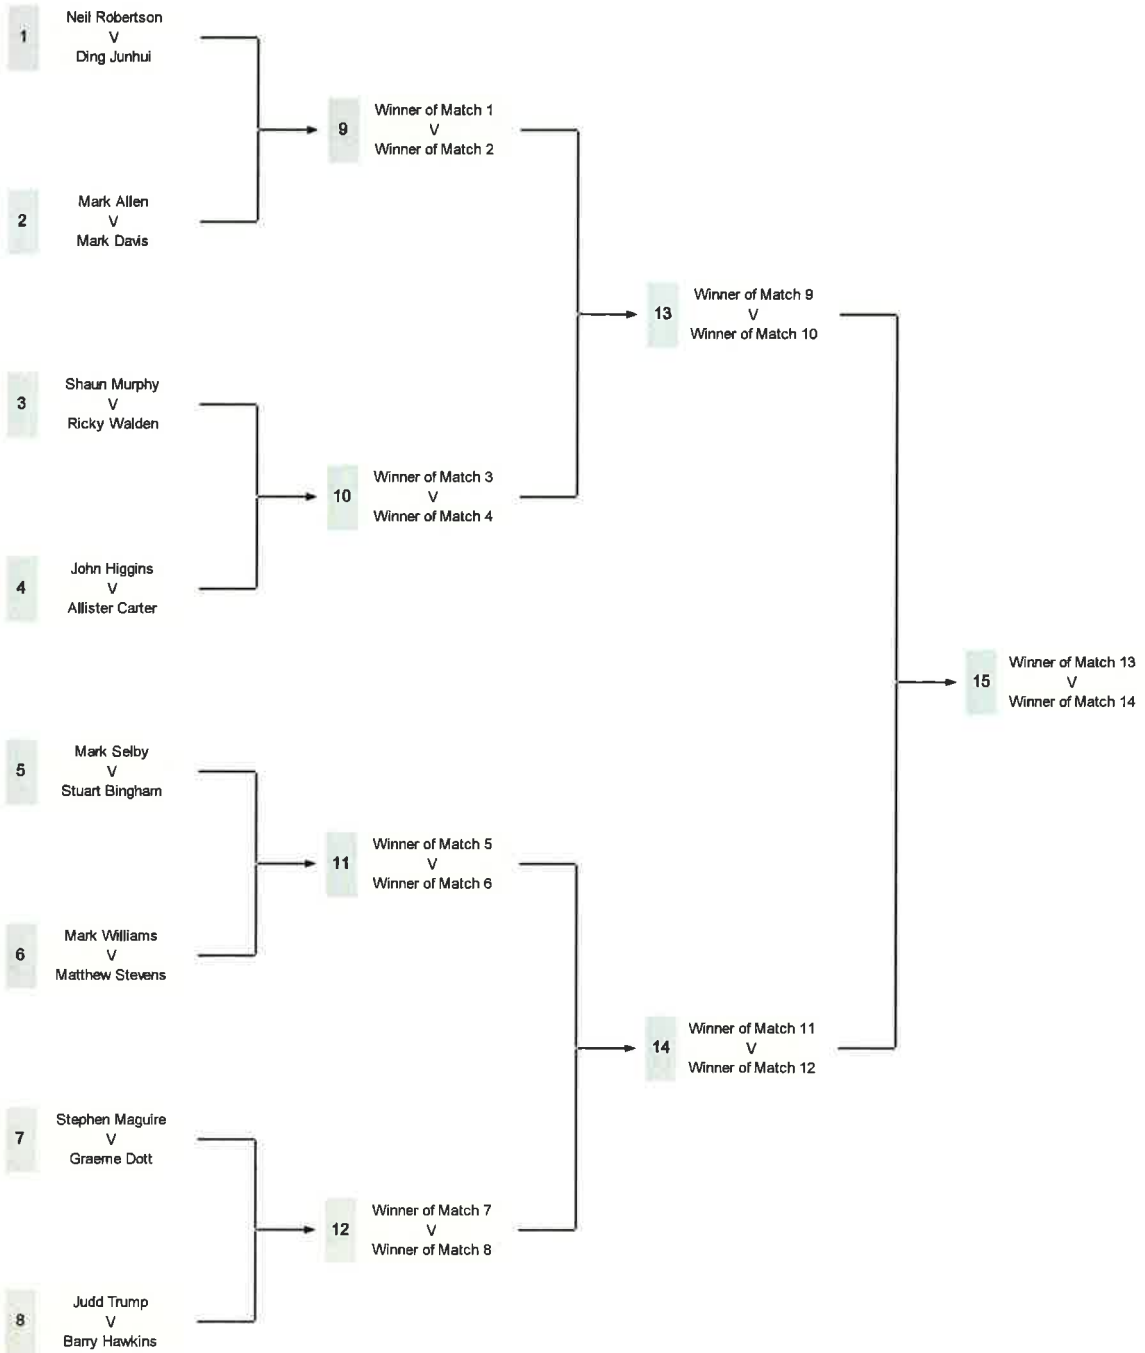 1
Neil Robertson
V
Ding Junhui
2
Mark Allen
V
Mark Davis
3
Shaun Murphy
V
Ricky Walden
4
John Higgins
V
Allister Carter
5
Mark Selby
V
Stuart Bingham
6
Mark Williams
V
Matthew Stevens
7
Stephen Maguire
V
Graeme Dott
8
Judd Trump
V
Barry Hawkins
9
Winner of Match 1
V
Winner of Match 2
10
Winner of Match 3
V
Winner of Match 4
11
Winner of Match 5
V
Winner of Match 6
12
Winner of Match 7
V
Winner of Match 8
13
Winner of Match 9
V
Winner of Match 10
14
Winner of Match 11
V
Winner of Match 12
15
Winner of Match 13
V
Winner of Match 14